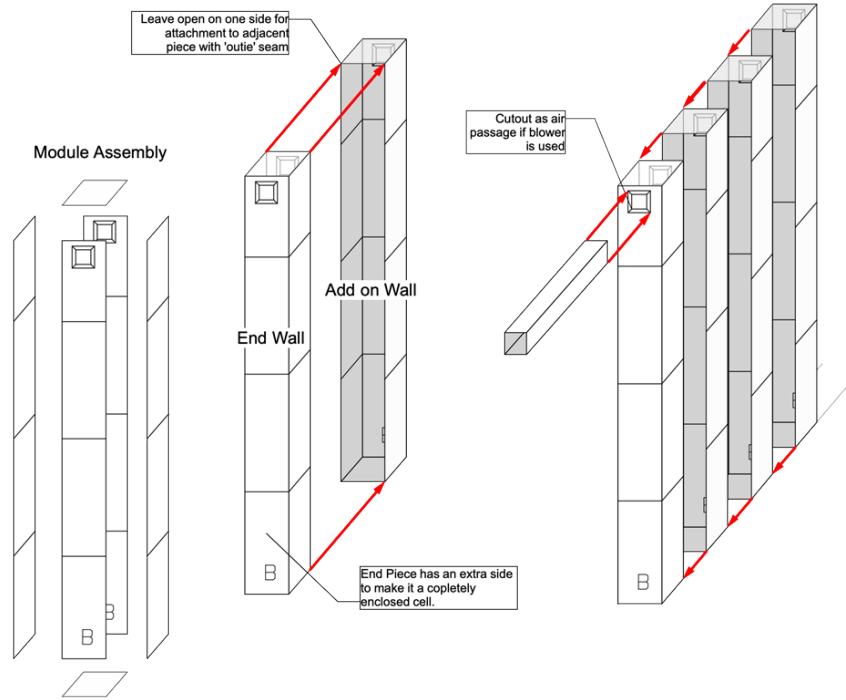 Leave open on one side for
attachment to adjacent
piece with 'outie' seam
Module Assembly
Cutout as air
passage if blower
is used
Add on Wall
End Wall
End Piece has an extra side
to make it a copletely
enclosed cell.
B
B
B
B
B
B
B
B